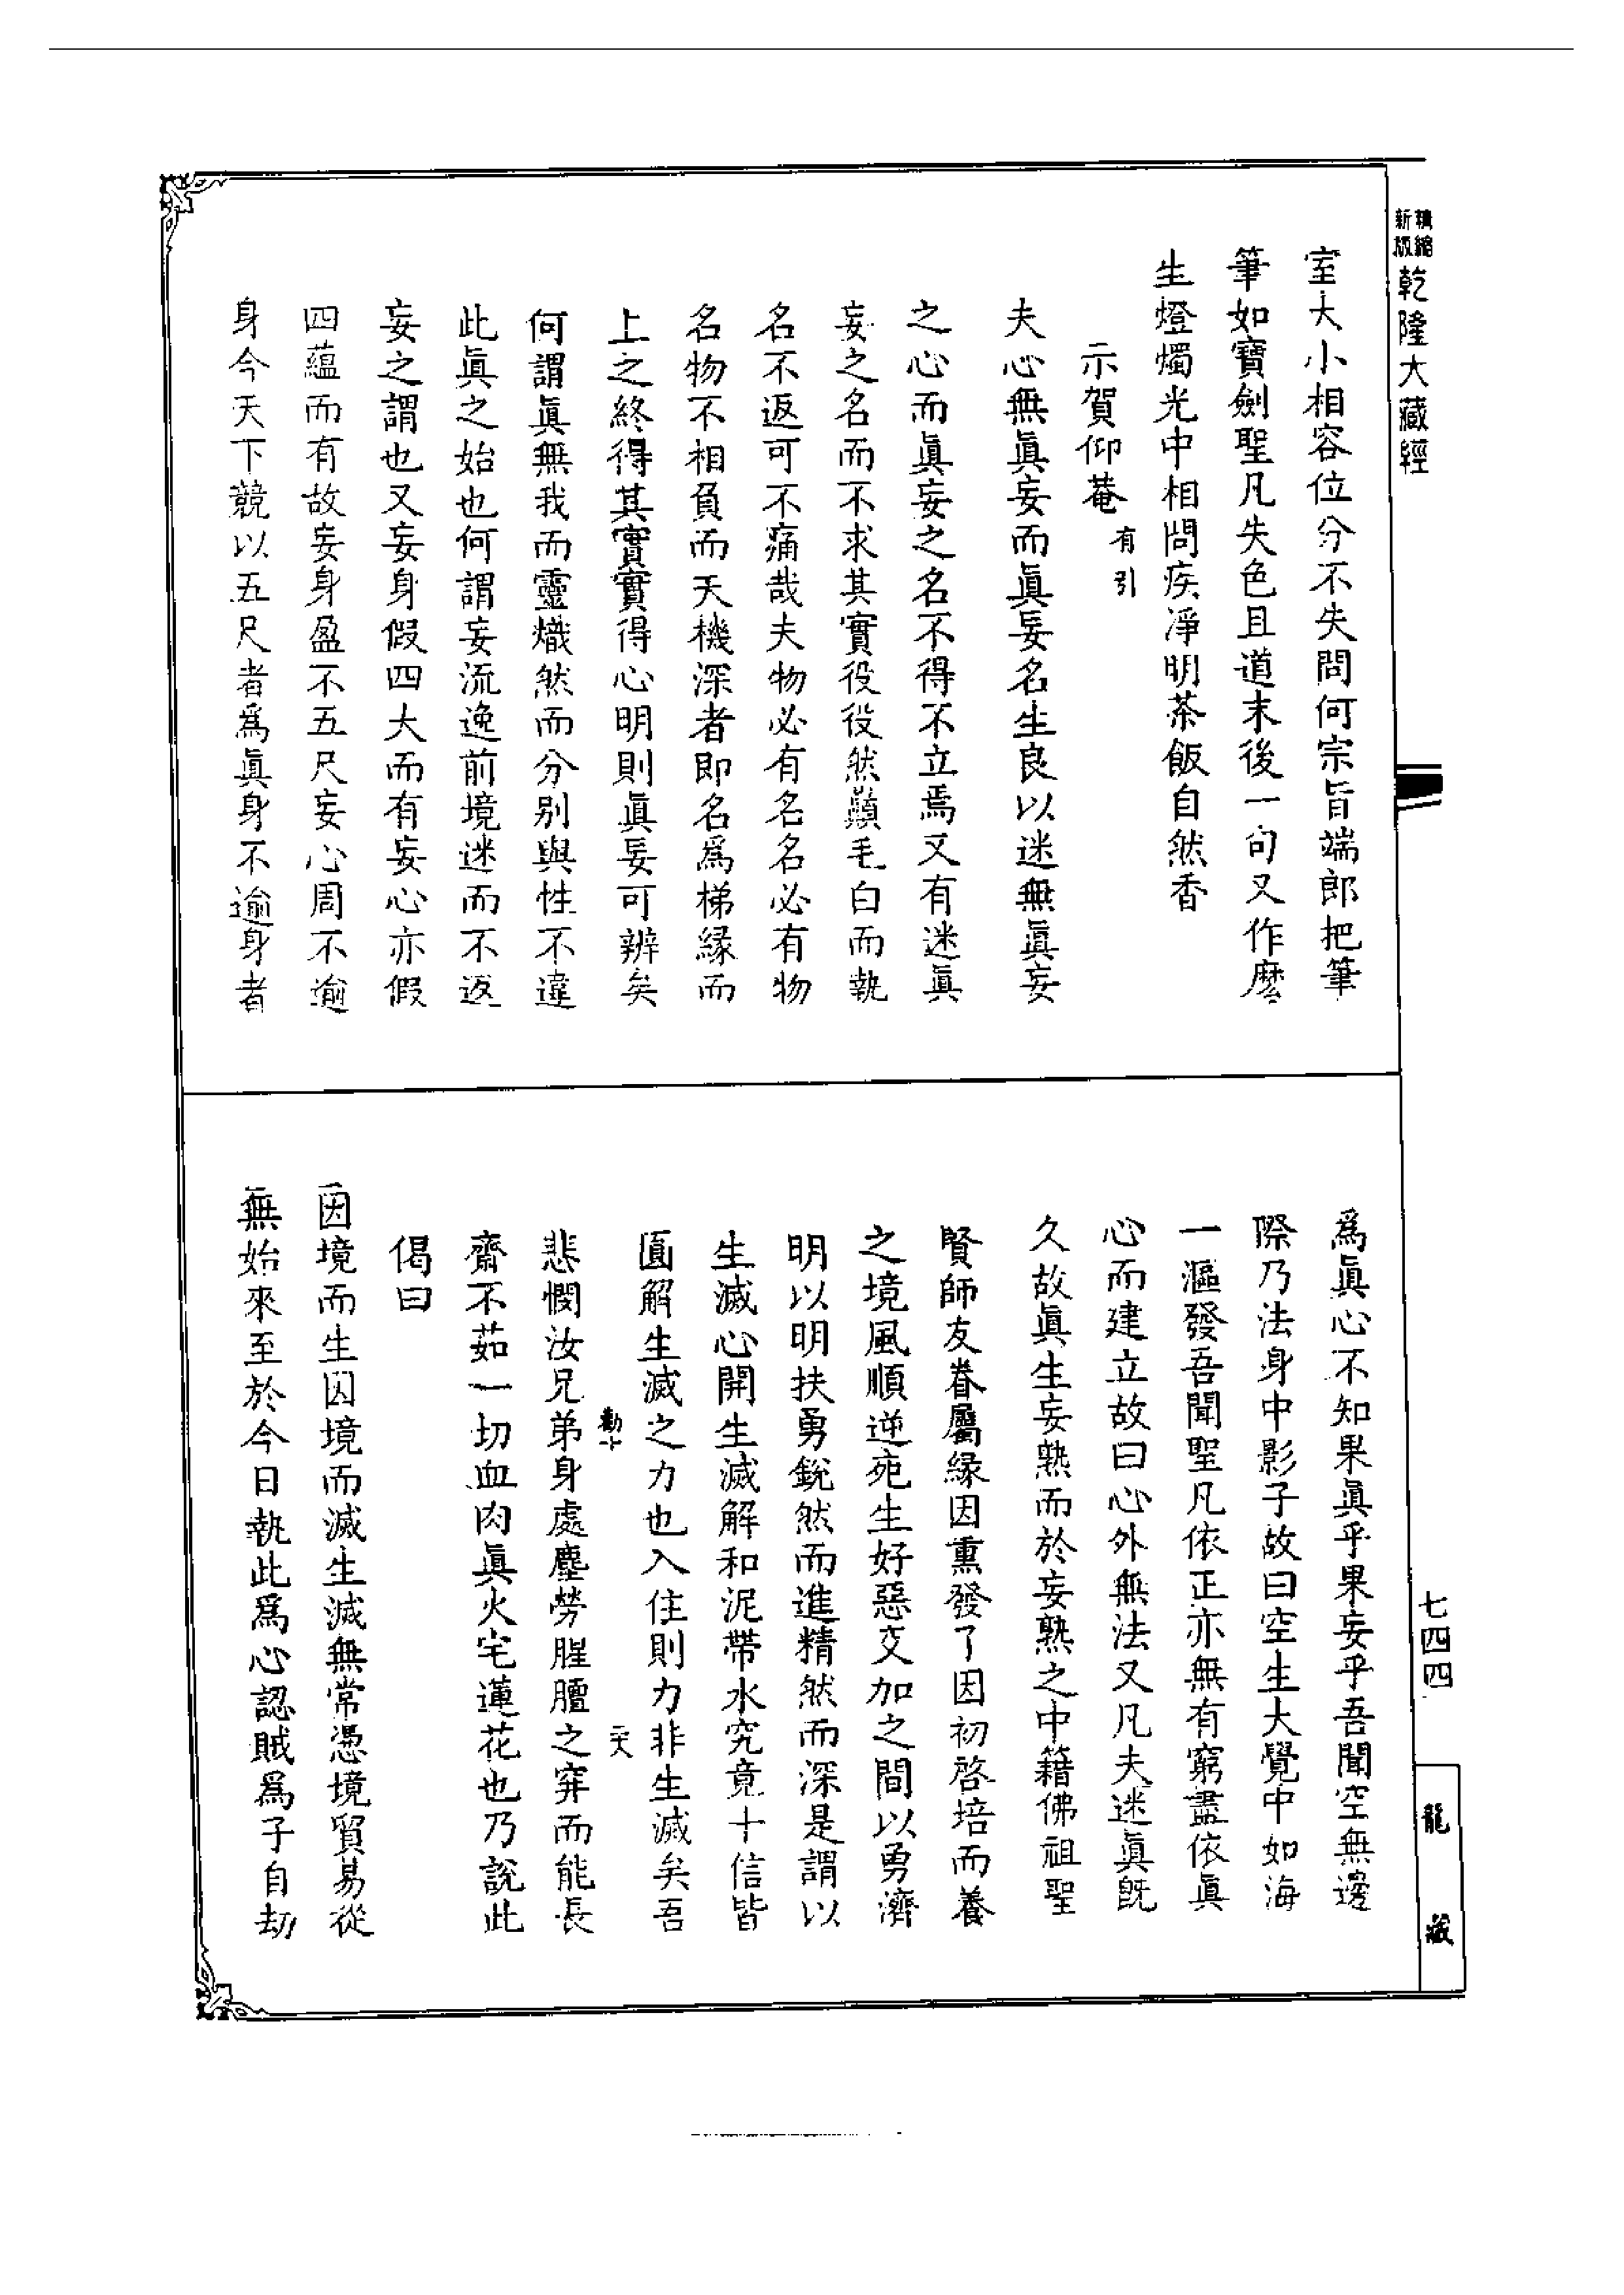 精縮
新版
乾隆大藏經
室大小相容位分不失問何宗旨端郎把筆
筆如寶劍聖凡失色且道末後一句又作麼
生燈燭光中相問疾淨明茶飯自然香
示賀仰菴有引
夫心無眞妄而眞妄名生良以迷無眞妄
之心而眞妄之名不得不立焉又有迷眞
妄之名而不求其實役役然顚毛白而執
名不返可不痛哉夫物必有名名必有物
名物不相負而天機深者即名爲梯緣而
上之終得其實實得心明則眞妄可辨矣
何謂眞無我而靈熾然而分別與性不違
此眞之始也何謂妄流逸前境迷而不返
妄之謂也又妄身假四大而有妄心亦假
四蘊而有故妄身盈不五尺妄心周不逾
身今天下競以五尺者爲眞身不逾身者
七四四
龍藏
爲眞心不知果眞乎果妄乎吾聞空無邊
際乃法身中影子故曰空生大覺中如海
一漚發吾聞聖凡依正亦無有窮盡依眞
心而建立故曰心外無法又凡夫迷眞旣
久故眞生妄熟而於妄熟之中籍佛祖聖
賢師友眷屬緣因熏發了因初啓培而養
之境風順逆宛生好惡交加之間以勇濟
明以明扶勇銳然而進精然而深是謂以
生滅心開生滅解和泥帶水究竟十信皆
圓解生滅之力也入住則力非生滅矣吾
勸十
悲憫汝兄弟身處塵勞腥膻之穽而能長
齋不茹一切血肉眞火宅蓮花也乃說此
偈曰
因境而生因境而滅生滅無常憑境貿易從
無始來至於今日執此爲心認賊爲子自劫